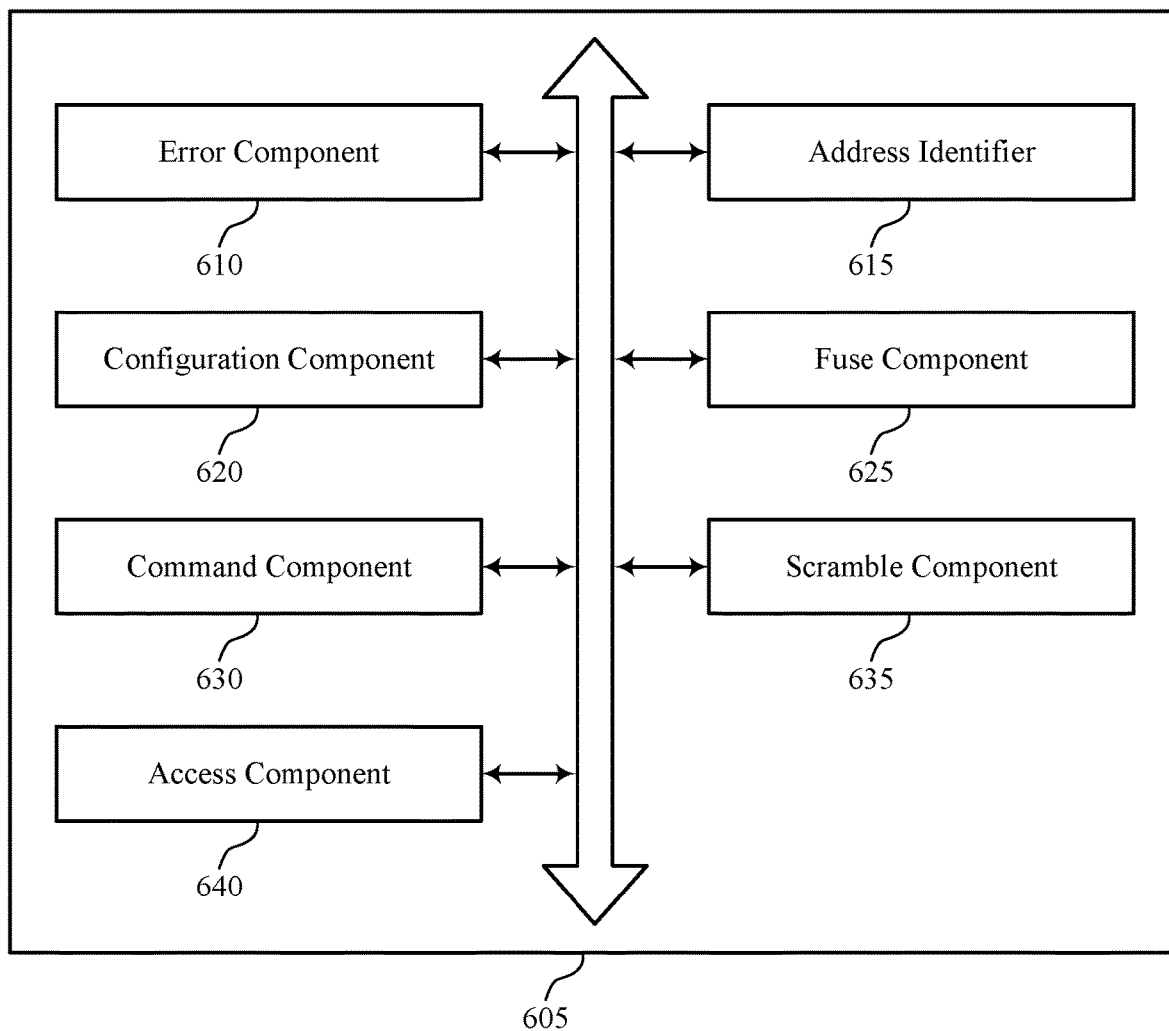 Error Component
Address Identifier
610
615
Configuration Component
Fuse Component
620
625
Command Component
Scramble Component
630
635
Access Component
640
605